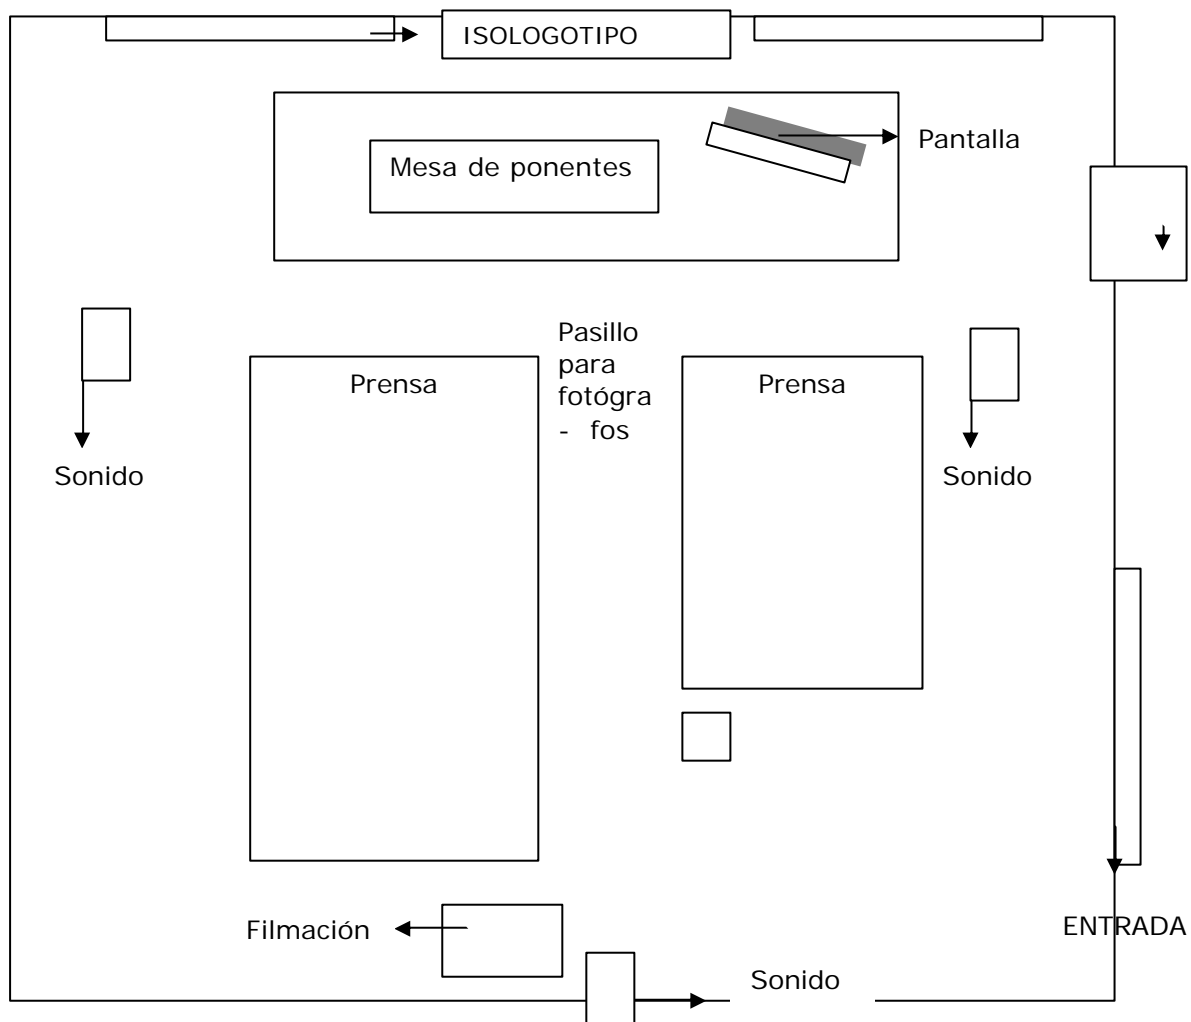 ISOLOGOTIPO
Pantalla
Mesa de ponentes
Pasillo
para
fotógra
- fos
Prensa
Prensa
Sonido
Sonido
Filmación
ENTRADA
Sonido